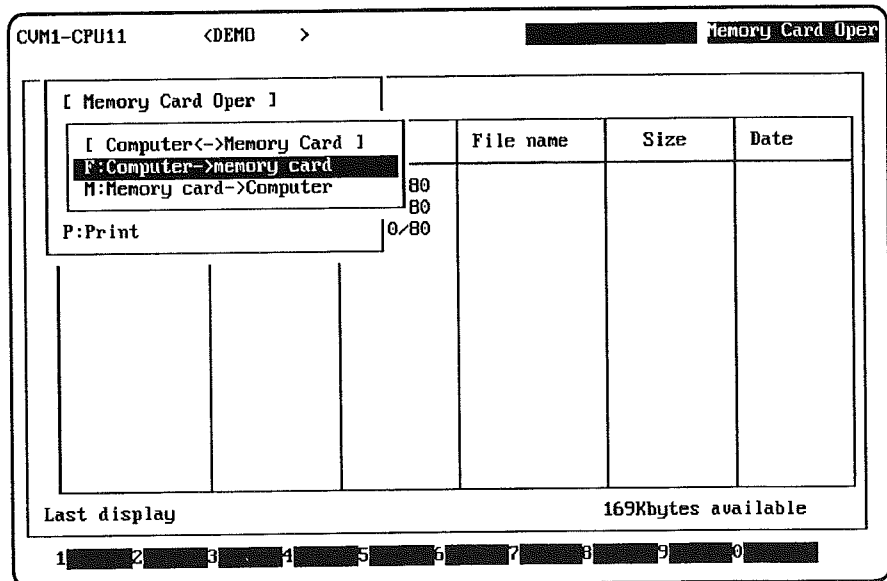 CVM1-CPU11 <DEMO > Memory Card Oper
[ Memory Card Oper ]
[ Computer<->Memory Card ] File name Size Date
F:Computer->memory card
M:Memory card->Computer 80
80
P:Print 0/80
Last display 169Kbytes available
1 2 3 4 5 6 7 8 9 0